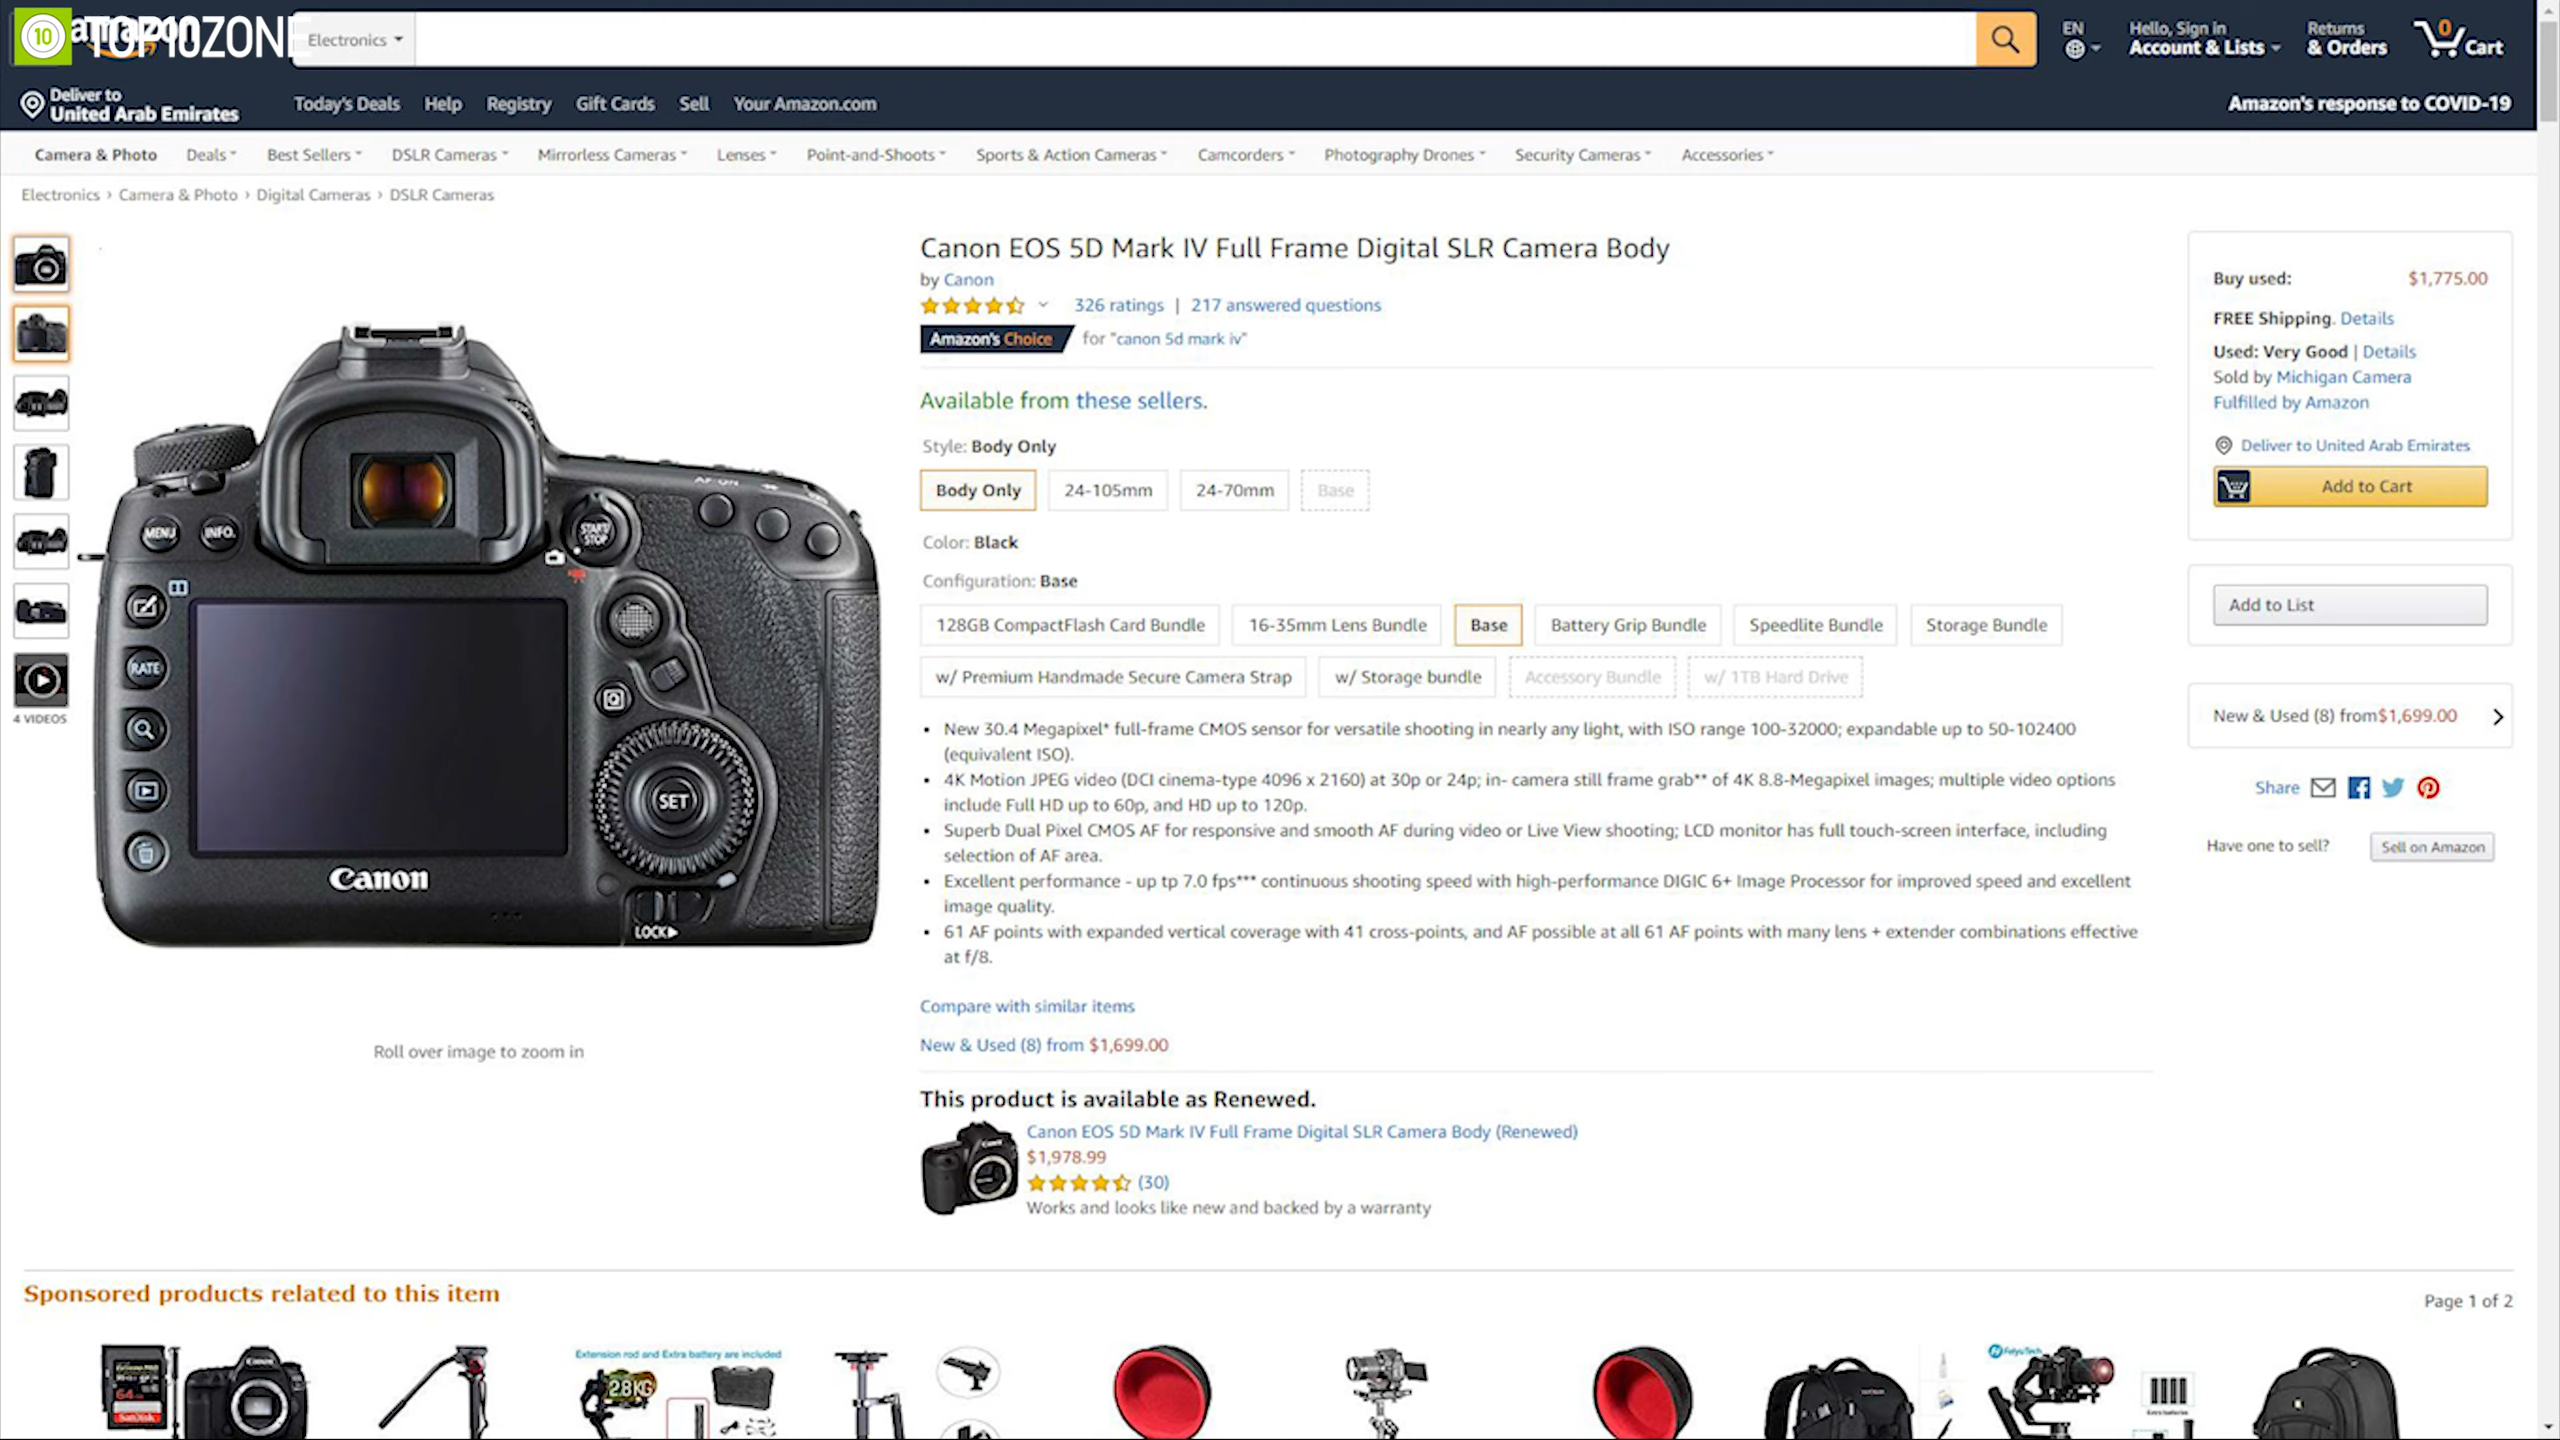 10 TOP10ZONE
amazon
Electronics
EN
Hello, Sign in
Account & Lists
Returns
& Orders
0
Cart
Deliver to
United Arab Emirates
Today's Deals Help Registry Gift Cards Sell Your Amazon.com
Amazon's response to COVID-19
Camera & Photo Deals Best Sellers DSLR Cameras Mirrorless Cameras Lenses Point-and-Shoots Sports & Action Cameras Camcorders Photography Drones Security Cameras Accessories
Electronics › Camera & Photo › Digital Cameras › DSLR Cameras
4 VIDEOS
AF-ON
MENU
INFO.
START/
STOP
RATE
SET
Canon
LOCK▶
Roll over image to zoom in
Canon EOS 5D Mark IV Full Frame Digital SLR Camera Body
by Canon
326 ratings | 217 answered questions
Amazon's Choice for "canon 5d mark iv"
Available from these sellers.
Style: Body Only
Body Only 24-105mm 24-70mm Base
Color: Black
Configuration: Base
128GB CompactFlash Card Bundle 16-35mm Lens Bundle Base Battery Grip Bundle Speedlite Bundle Storage Bundle
w/ Premium Handmade Secure Camera Strap w/ Storage bundle Accessory Bundle w/ 1TB Hard Drive
• New 30.4 Megapixel* full-frame CMOS sensor for versatile shooting in nearly any light, with ISO range 100-32000; expandable up to 50-102400
(equivalent ISO).
• 4K Motion JPEG video (DCI cinema-type 4096 x 2160) at 30p or 24p; in- camera still frame grab** of 4K 8.8-Megapixel images; multiple video options
include Full HD up to 60p, and HD up to 120p.
• Superb Dual Pixel CMOS AF for responsive and smooth AF during video or Live View shooting; LCD monitor has full touch-screen interface, including
selection of AF area.
• Excellent performance - up tp 7.0 fps*** continuous shooting speed with high-performance DIGIC 6+ Image Processor for improved speed and excellent
image quality.
• 61 AF points with expanded vertical coverage with 41 cross-points, and AF possible at all 61 AF points with many lens + extender combinations effective
at f/8.
Compare with similar items
New & Used (8) from $1,699.00
This product is available as Renewed.
Canon EOS 5D Mark IV Full Frame Digital SLR Camera Body (Renewed)
$1,978.99
(30)
Works and looks like new and backed by a warranty
Buy used: $1,775.00
FREE Shipping. Details
Used: Very Good | Details
Sold by Michigan Camera
Fulfilled by Amazon
Deliver to United Arab Emirates
Add to Cart
Add to List
New & Used (8) from$1,699.00
Share
Have one to sell? Sell on Amazon
Sponsored products related to this item
Page 1 of 2
64
SanDisk
Canon
Extension rod and Extra battery are included
2.8KG
FeiyuTech